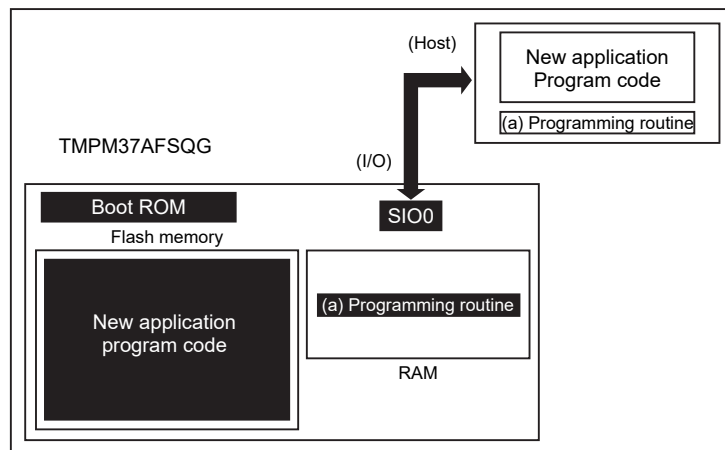 (Host)
New application
Program code
(a) Programming routine
TMPM37AFSQG
(I/O)
Boot ROM
SIO0
Flash memory
New application
program code
(a) Programming routine
RAM